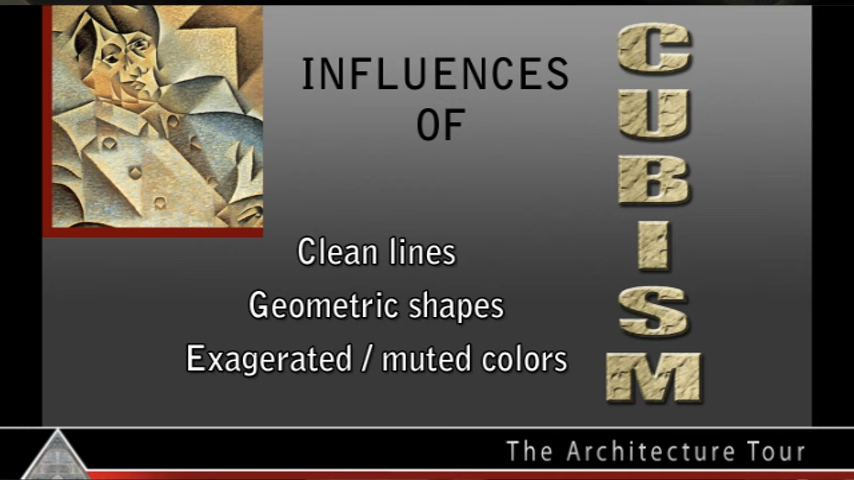 INFLUENCES
OF
CUBISM
Clean lines
Geometric shapes
Exagerated / muted colors
The Architecture Tour